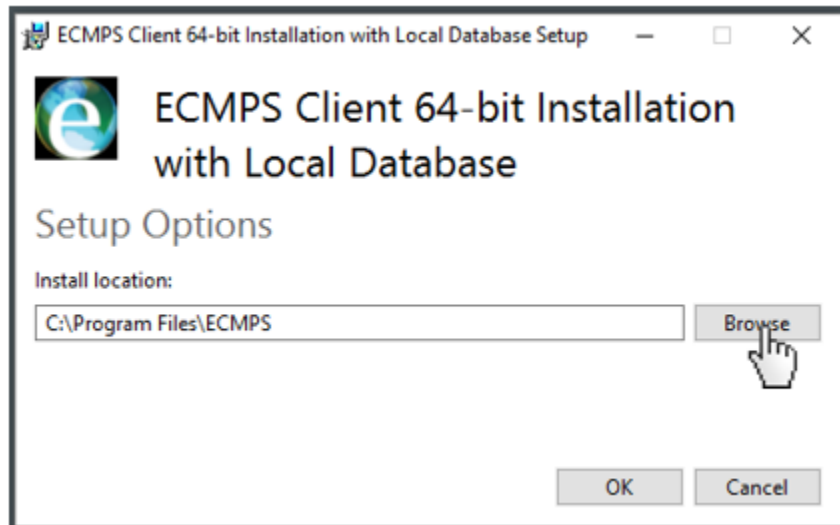 ECMPS Client 64-bit Installation with Local Database Setup
e
ECMPS Client 64-bit Installation
with Local Database
Setup Options
Install location:
C:\Program Files\ECMPS
Browse
OK
Cancel